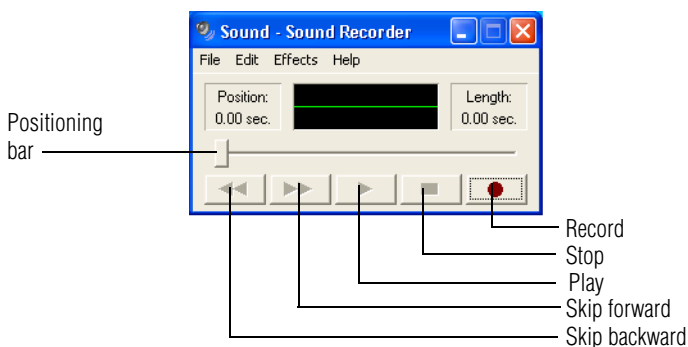 Sound - Sound Recorder
File Edit Effects Help
Position:
0.00 sec.
Length:
0.00 sec.
Positioning
bar
Record
Stop
Play
Skip forward
Skip backward